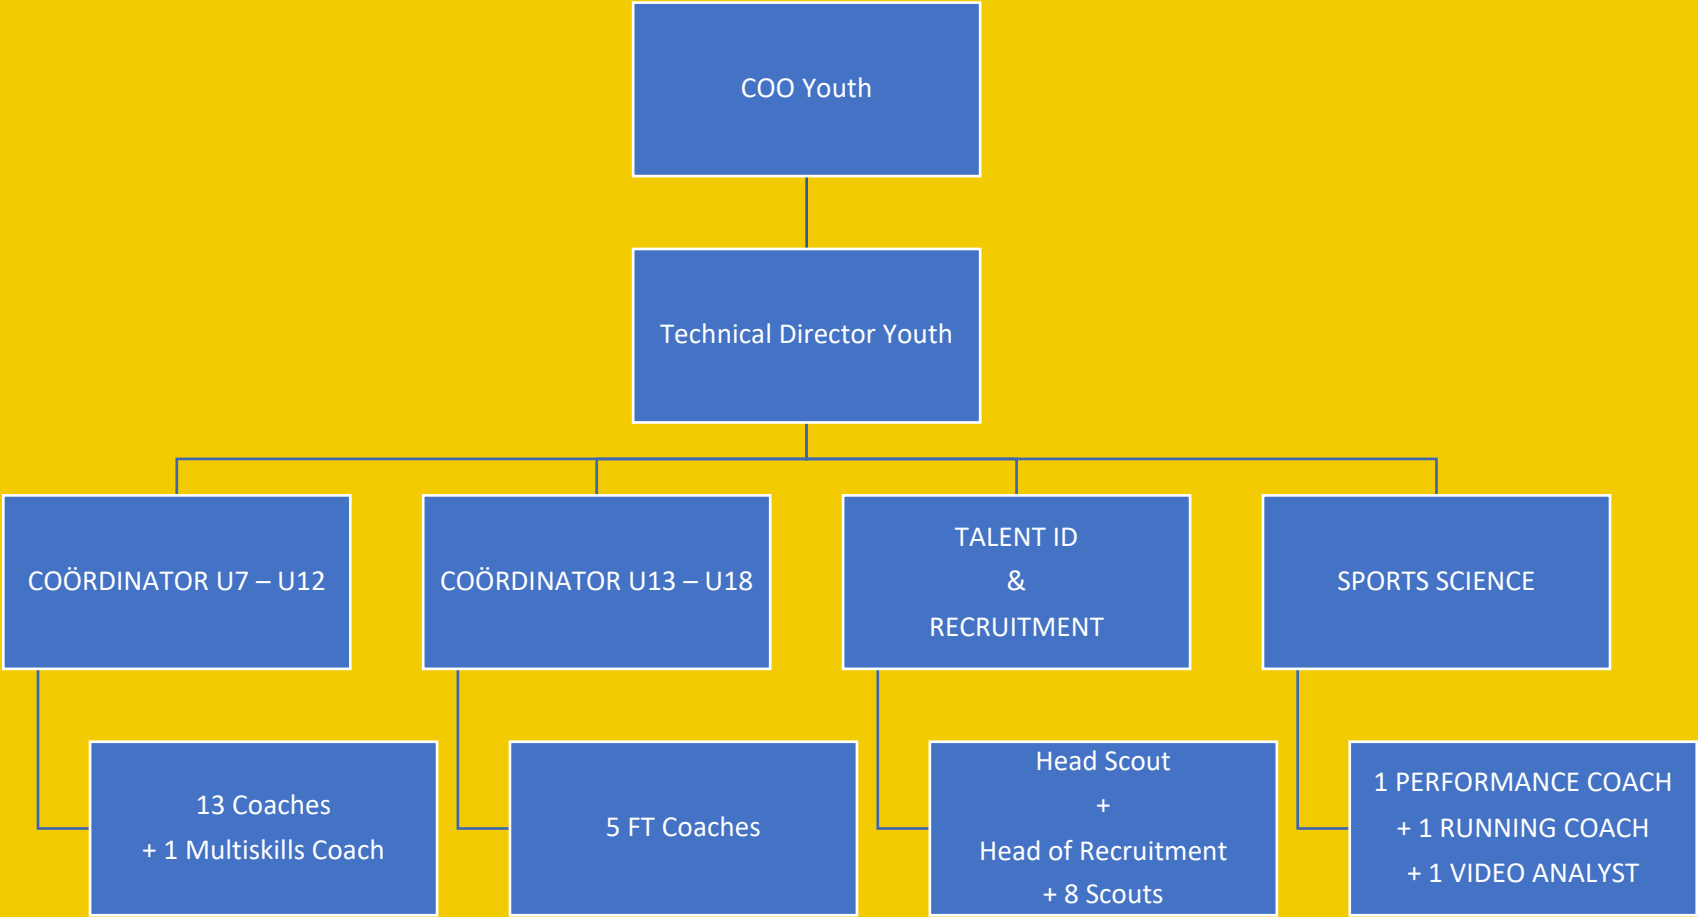 COO Youth
Technical Director Youth
COÖRDINATOR U7 – U12
COÖRDINATOR U13 – U18
TALENT ID
&
RECRUITMENT
SPORTS SCIENCE
13 Coaches
+ 1 Multiskills Coach
5 FT Coaches
Head Scout
+
Head of Recruitment
+ 8 Scouts
1 PERFORMANCE COACH
+ 1 RUNNING COACH
+ 1 VIDEO ANALYST